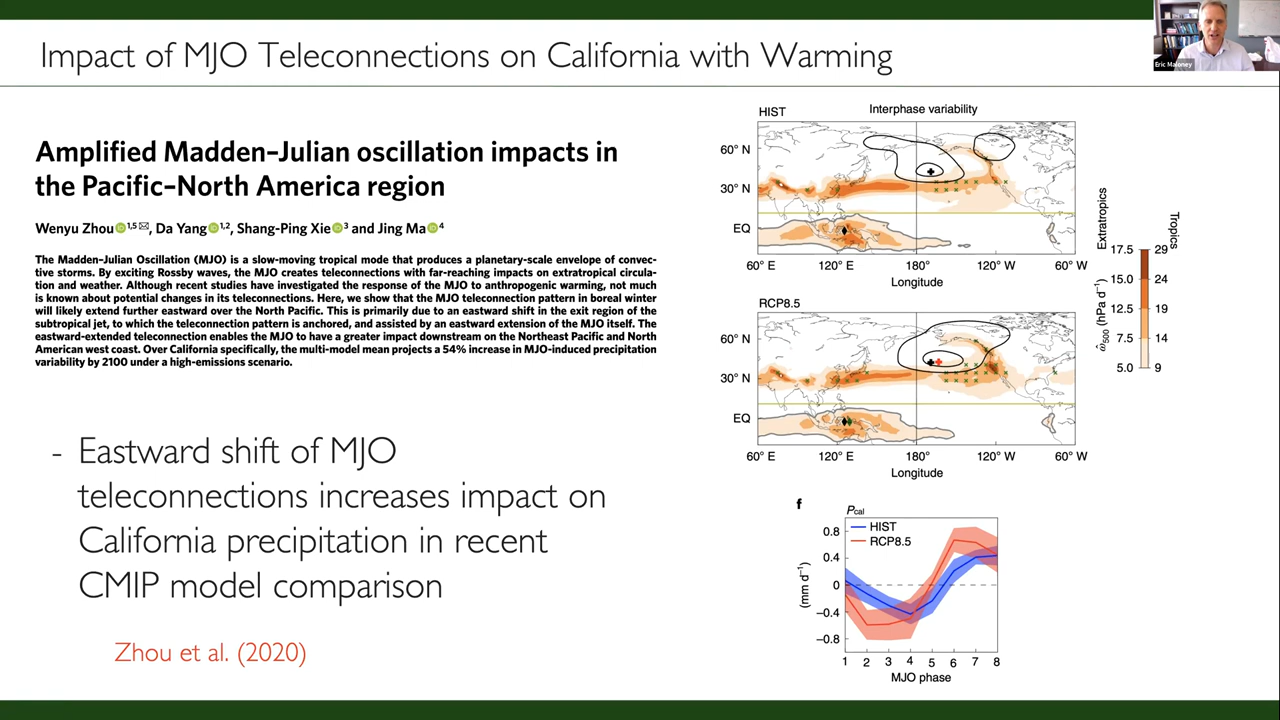 Impact of MJO Teleconnections on California with Warming
Eric Maloney
Amplified Madden–Julian oscillation impacts in
the Pacific–North America region
Wenyu Zhou 1,5✉, Da Yang 1,2, Shang-Ping Xie 3 and Jing Ma 4
The Madden–Julian Oscillation (MJO) is a slow-moving tropical mode that produces a planetary-scale envelope of convec-
tive storms. By exciting Rossby waves, the MJO creates teleconnections with far-reaching impacts on extratropical circula-
tion and weather. Although recent studies have investigated the response of the MJO to anthropogenic warming, not much
is known about potential changes in its teleconnections. Here, we show that the MJO teleconnection pattern in boreal winter
will likely extend further eastward over the North Pacific. This is primarily due to an eastward shift in the exit region of the
subtropical jet, to which the teleconnection pattern is anchored, and assisted by an eastward extension of the MJO itself. The
eastward-extended teleconnection enables the MJO to have a greater impact downstream on the Northeast Pacific and North
American west coast. Over California specifically, the multi-model mean projects a 54% increase in MJO-induced precipitation
variability by 2100 under a high-emissions scenario.
- Eastward shift of MJO
teleconnections increases impact on
California precipitation in recent
CMIP model comparison
Zhou et al. (2020)
HIST
Interphase variability
60° N
30° N
EQ
60° E 120° E 180° 120° W 60° W
Longitude
RCP8.5
60° N
30° N
EQ
60° E 120° E 180° 120° W 60° W
Longitude
Extratropics
Tropics
17.5 29
15.0 24
12.5 19
7.5 14
5.0 9
ω̂500 (hPa d⁻¹)
f
Pcal
HIST
RCP8.5
0.8
0.4
0
−0.4
−0.8
(mm d⁻¹)
1 2 3 4 5 6 7 8
MJO phase